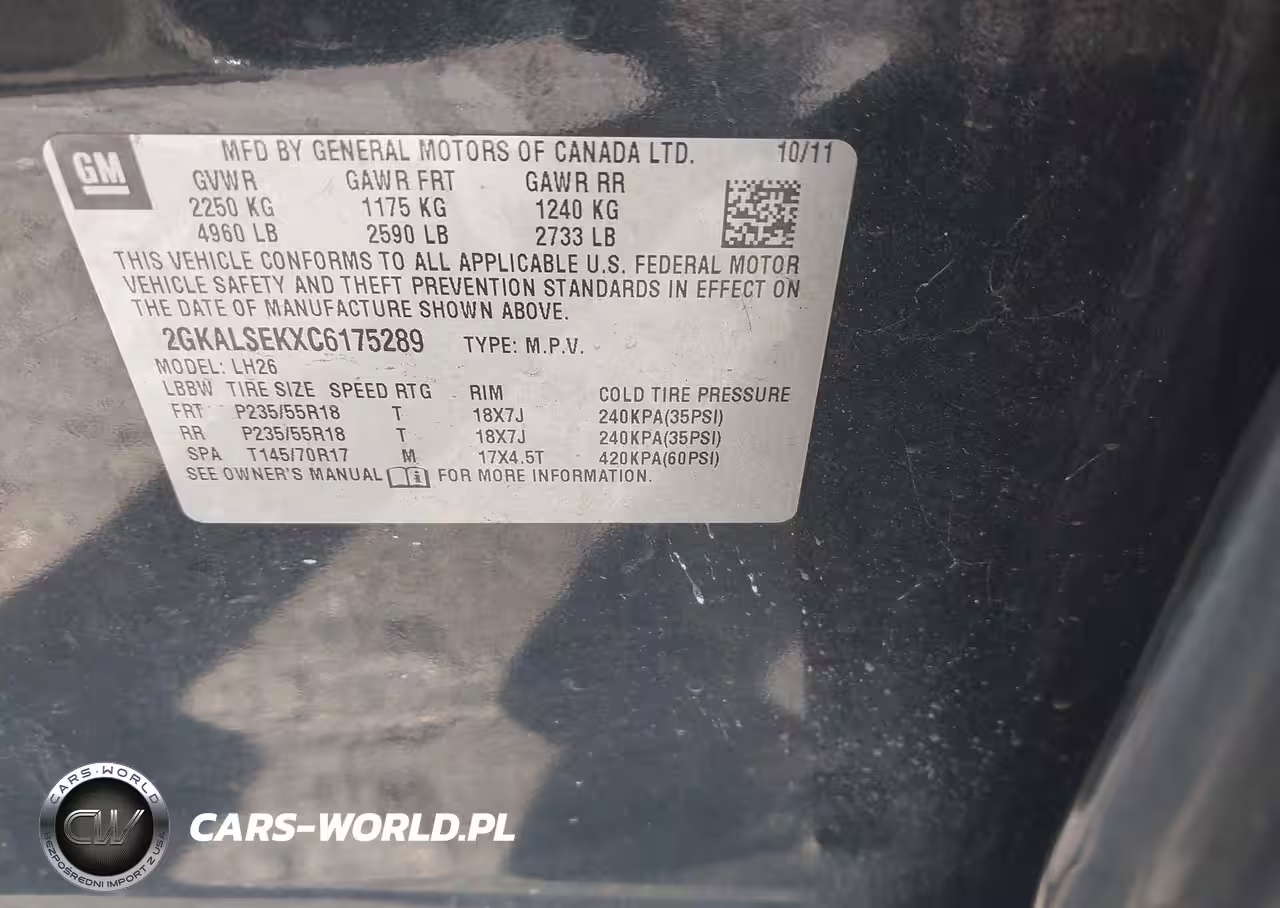 GM
MFD BY GENERAL MOTORS OF CANADA LTD. 10/11
GVWR GAWR FRT GAWR RR
2250 KG 1175 KG 1240 KG
4960 LB 2590 LB 2733 LB
THIS VEHICLE CONFORMS TO ALL APPLICABLE U.S. FEDERAL MOTOR
VEHICLE SAFETY AND THEFT PREVENTION STANDARDS IN EFFECT ON
THE DATE OF MANUFACTURE SHOWN ABOVE.
2GKALSEKXC6175289 TYPE: M.P.V.
MODEL: LH26
LBBW TIRE SIZE SPEED RTG RIM COLD TIRE PRESSURE
FRT P235/55R18 T 18X7J 240KPA(35PSI)
RR P235/55R18 T 18X7J 240KPA(35PSI)
SPA T145/70R17 M 17X4.5T 420KPA(60PSI)
SEE OWNER'S MANUAL FOR MORE INFORMATION.
CARS-WORLD
CW
BEZPOŚREDNI IMPORT Z USA
CARS-WORLD.PL